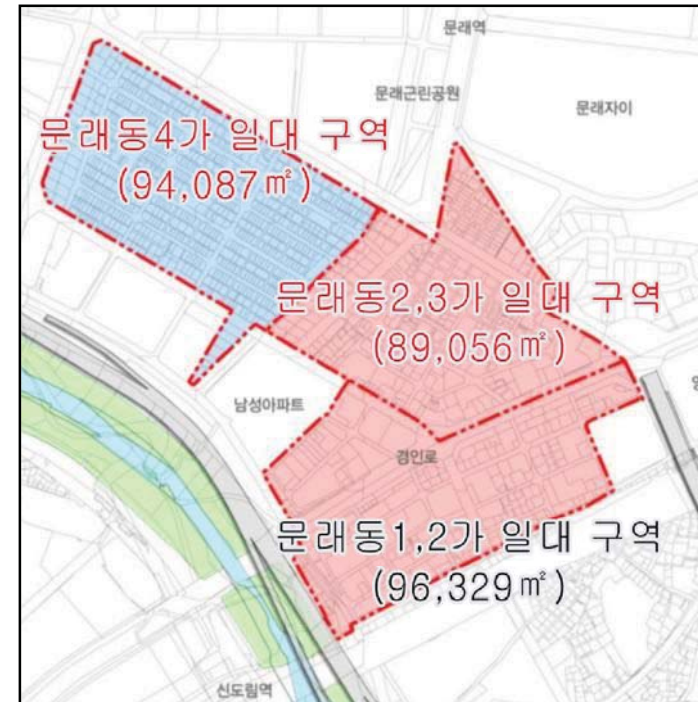 문래역
문래근린공원
문래자이
문래동4가 일대 구역
(94,087㎡)
문래동2,3가 일대 구역
(89,056㎡)
남성아파트
경인로
문래동1,2가 일대 구역
(96,329㎡)
신도림역